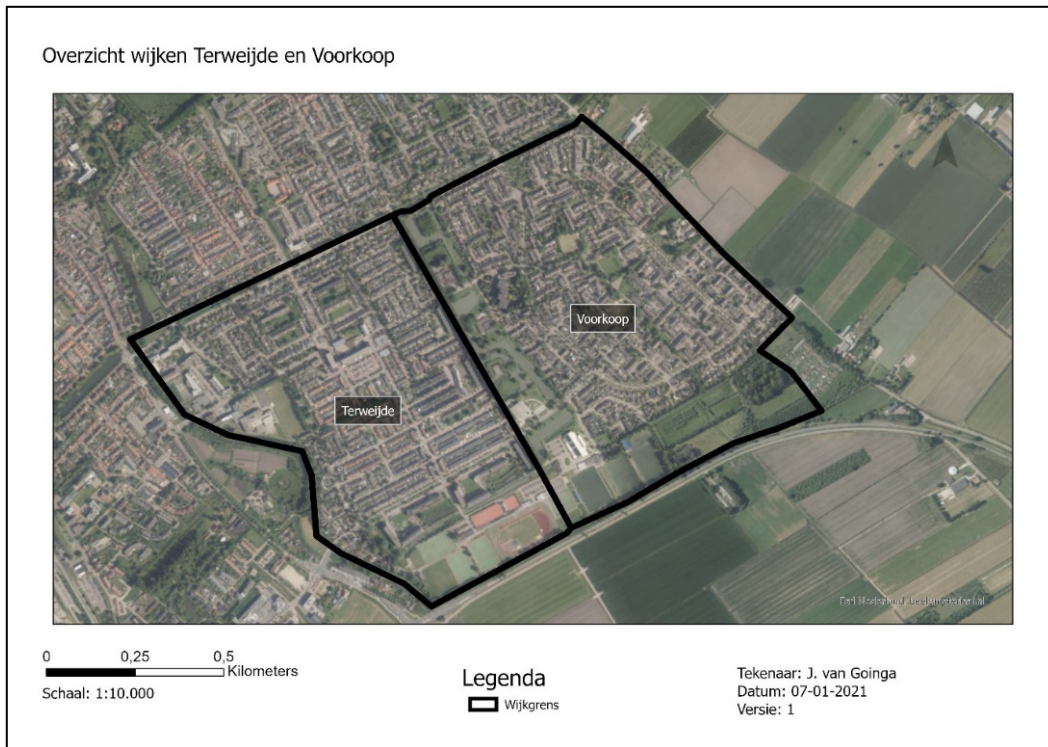 Overzicht wijken Terweijde en Voorkoop
Voorkoop
Terweijde
0 0,25 0,5
Kilometers
Schaal: 1:10.000
Legenda
Wijkgrens
Tekenaar: J. van Goinga
Datum: 07-01-2021
Versie: 1